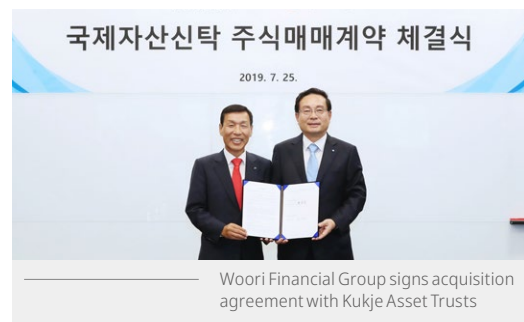 국제자산신탁 주식매매계약 체결식
2019. 7. 25.
Woori Financial Group signs acquisition
agreement with Kukje Asset Trusts